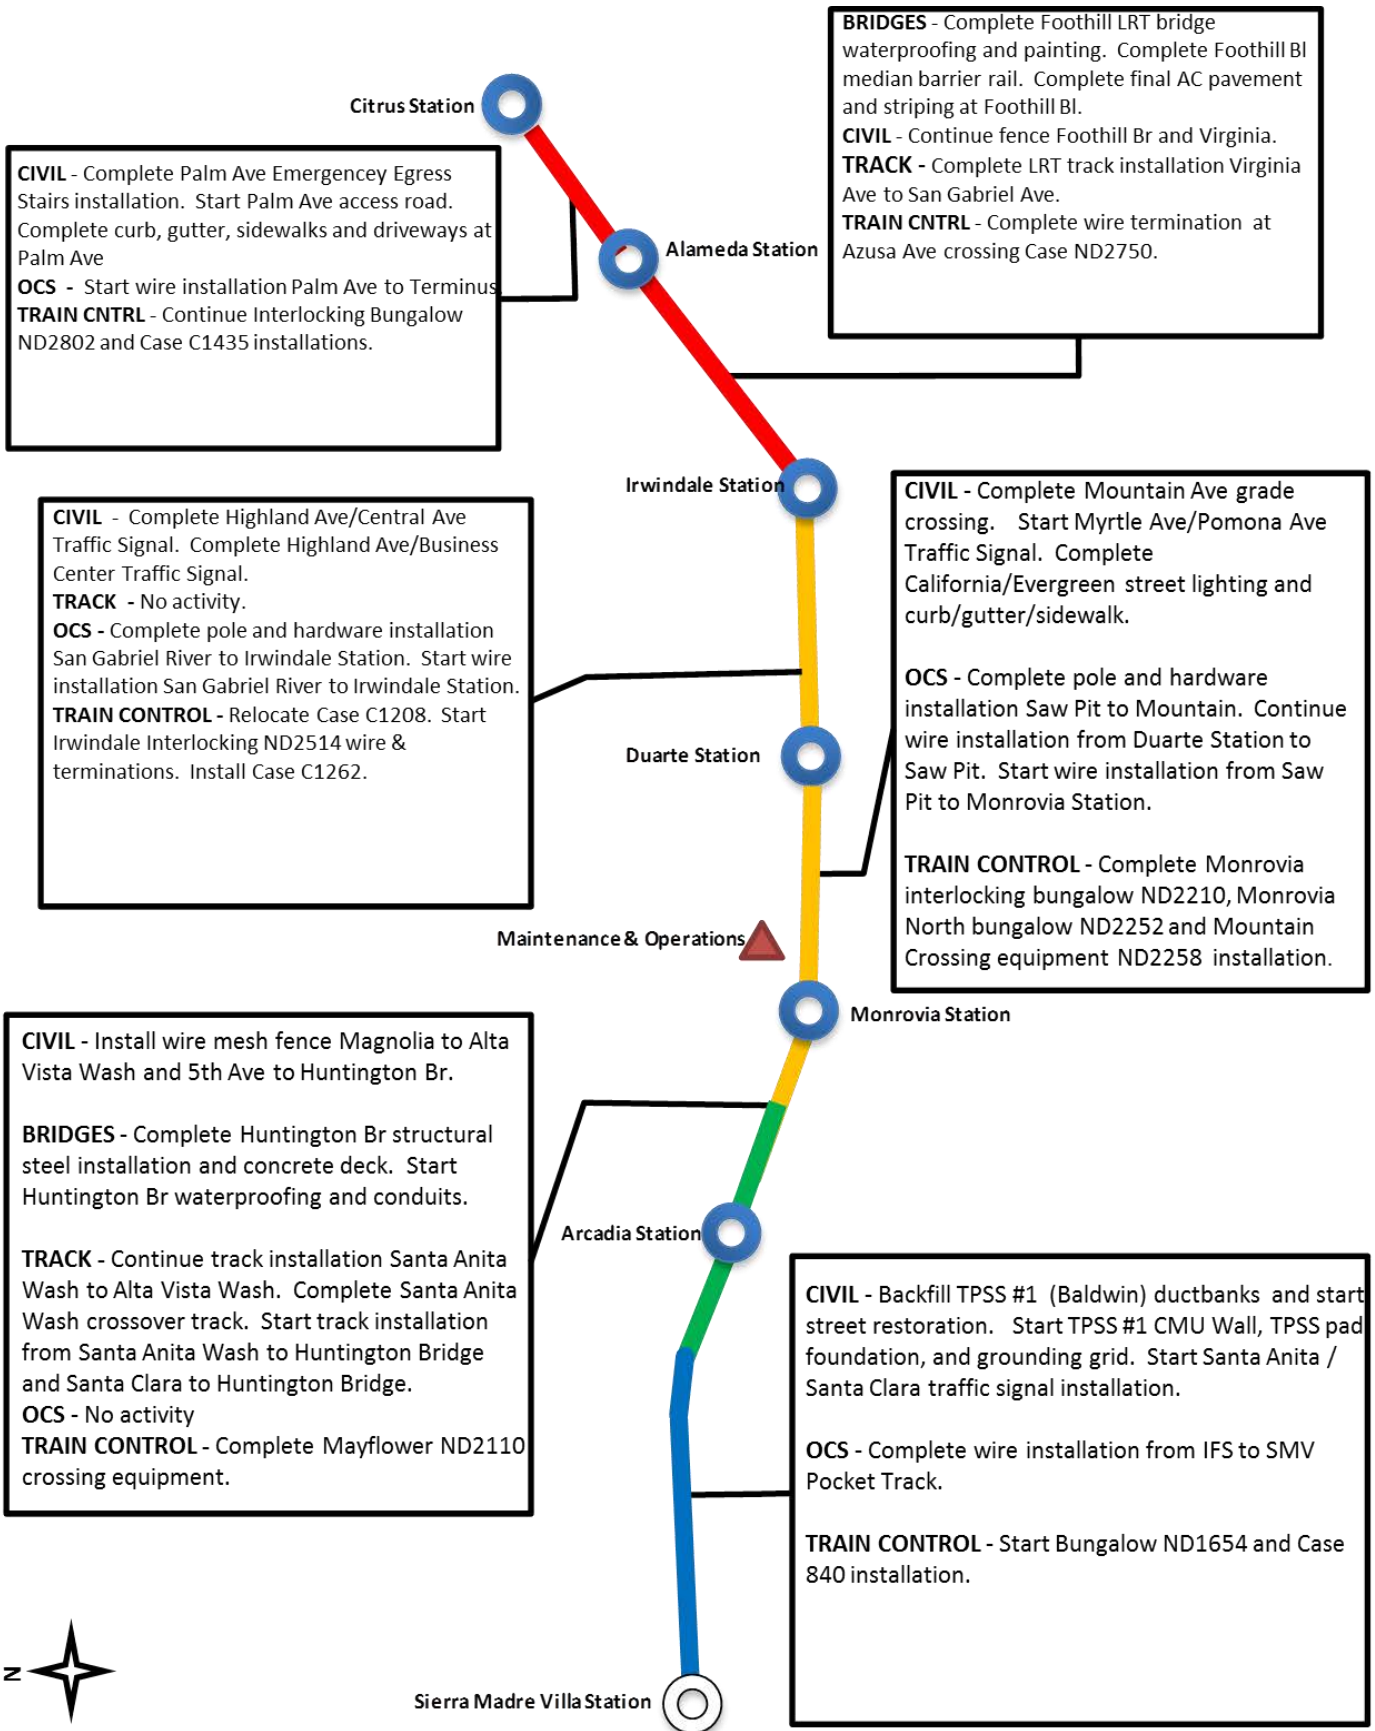 BRIDGES - Complete Foothill LRT bridge
waterproofing and painting. Complete Foothill Bl
median barrier rail. Complete final AC pavement
and striping at Foothill Bl.
CIVIL - Continue fence Foothill Br and Virginia.
TRACK - Complete LRT track installation Virginia
Ave to San Gabriel Ave.
TRAIN CNTRL - Complete wire termination at
Azusa Ave crossing Case ND2750.
Citrus Station
CIVIL - Complete Palm Ave Emergencey Egress
Stairs installation. Start Palm Ave access road.
Complete curb, gutter, sidewalks and driveways at
Palm Ave
OCS - Start wire installation Palm Ave to Terminus.
TRAIN CNTRL - Continue Interlocking Bungalow
ND2802 and Case C1435 installations.
Alameda Station
Irwindale Station
CIVIL - Complete Highland Ave/Central Ave
Traffic Signal. Complete Highland Ave/Business
Center Traffic Signal.
TRACK - No activity.
OCS - Complete pole and hardware installation
San Gabriel River to Irwindale Station. Start wire
installation San Gabriel River to Irwindale Station.
TRAIN CONTROL - Relocate Case C1208. Start
Irwindale Interlocking ND2514 wire &
terminations. Install Case C1262.
CIVIL - Complete Mountain Ave grade
crossing. Start Myrtle Ave/Pomona Ave
Traffic Signal. Complete
California/Evergreen street lighting and
curb/gutter/sidewalk.
OCS - Complete pole and hardware
installation Saw Pit to Mountain. Continue
wire installation from Duarte Station to
Saw Pit. Start wire installation from Saw
Pit to Monrovia Station.
TRAIN CONTROL - Complete Monrovia
interlocking bungalow ND2210, Monrovia
North bungalow ND2252 and Mountain
Crossing equipment ND2258 installation.
Duarte Station
Maintenance & Operations
Monrovia Station
CIVIL - Install wire mesh fence Magnolia to Alta
Vista Wash and 5th Ave to Huntington Br.
BRIDGES - Complete Huntington Br structural
steel installation and concrete deck. Start
Huntington Br waterproofing and conduits.
TRACK - Continue track installation Santa Anita
Wash to Alta Vista Wash. Complete Santa Anita
Wash crossover track. Start track installation
from Santa Anita Wash to Huntington Bridge
and Santa Clara to Huntington Bridge.
OCS - No activity
TRAIN CONTROL - Complete Mayflower ND2110
crossing equipment.
Arcadia Station
CIVIL - Backfill TPSS #1 (Baldwin) ductbanks and start
street restoration. Start TPSS #1 CMU Wall, TPSS pad
foundation, and grounding grid. Start Santa Anita /
Santa Clara traffic signal installation.
OCS - Complete wire installation from IFS to SMV
Pocket Track.
TRAIN CONTROL - Start Bungalow ND1654 and Case
840 installation.
N
Sierra Madre Villa Station